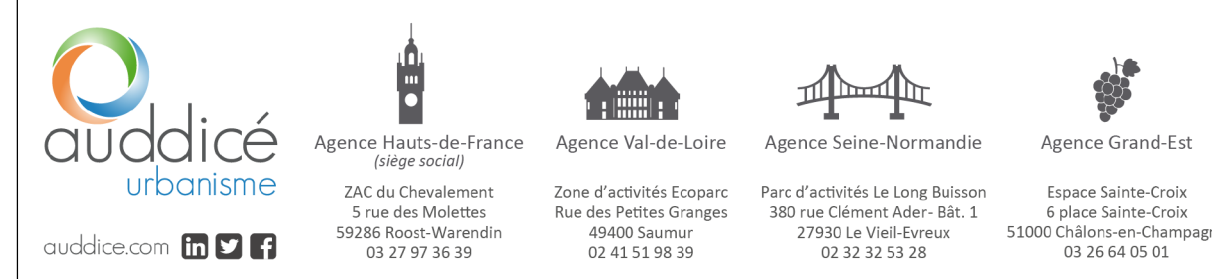 auddicé
urbanisme
auddice.com
Agence Hauts-de-France
(siège social)
ZAC du Chevalement
5 rue des Molettes
59286 Roost-Warendin
03 27 97 36 39
Agence Val-de-Loire
Zone d'activités Ecoparc
Rue des Petites Granges
49400 Saumur
02 41 51 98 39
Agence Seine-Normandie
Parc d'activités Le Long Buisson
380 rue Clément Ader- Bât. 1
27930 Le Vieil-Evreux
02 32 32 53 28
Agence Grand-Est
Espace Sainte-Croix
6 place Sainte-Croix
51000 Châlons-en-Champagn
03 26 64 05 01